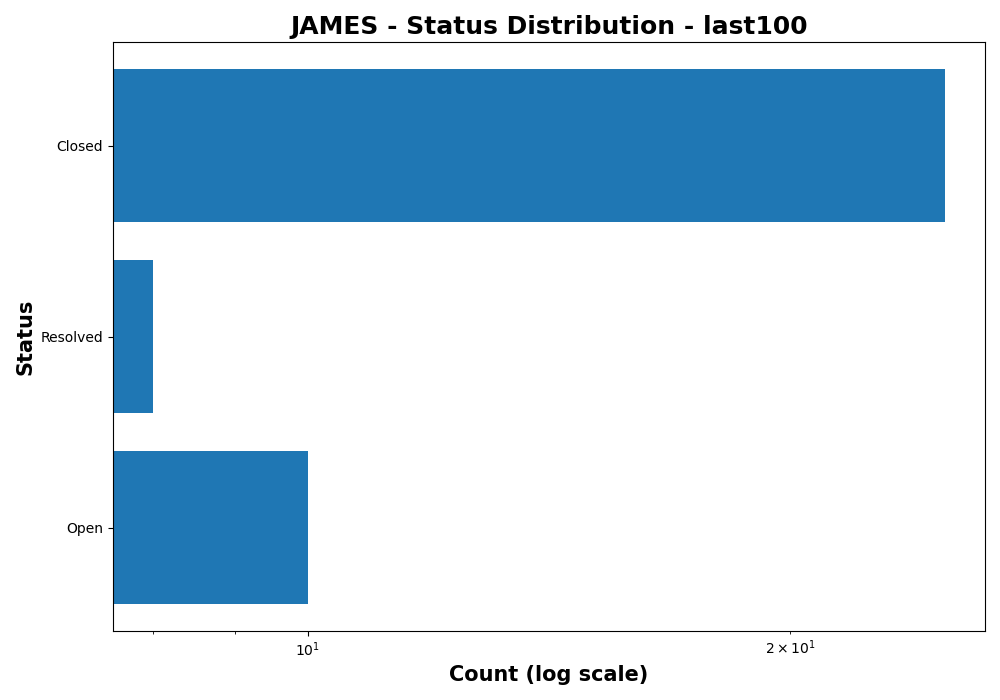 JAMES - Status Distribution - last100
Closed
Resolved
Open
Status
10¹
2 × 10¹
Count (log scale)